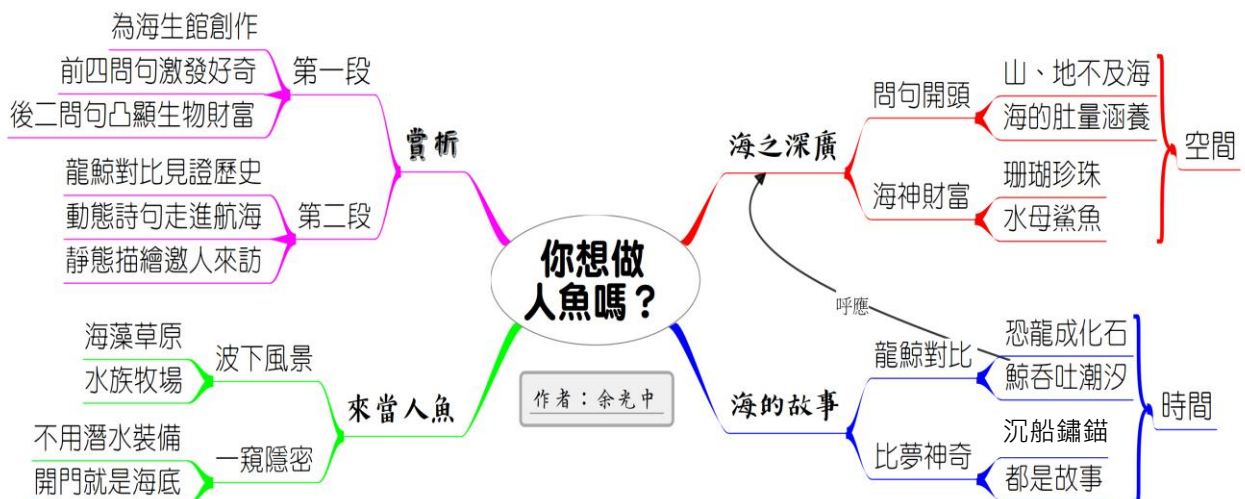 你想做
人魚嗎？
作者：余光中
海之深廣
問句開頭
山、地不及海
海的肚量涵養
海神財富
珊瑚珍珠
水母鯊魚
空間
呼應
海的故事
龍鯨對比
恐龍成化石
鯨吞吐潮汐
比夢神奇
沉船鏽錨
都是故事
時間
來當人魚
波下風景
海藻草原
水族牧場
一窺隱密
不用潛水裝備
開門就是海底
賞析
第一段
為海生館創作
前四問句激發好奇
後二問句凸顯生物財富
第二段
龍鯨對比見證歷史
動態詩句走進航海
靜態描繪邀人來訪